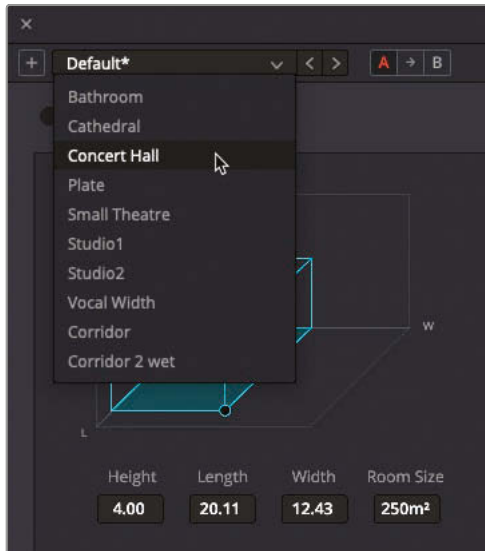 Default*
A B
Bathroom
Cathedral
Concert Hall
Plate
Small Theatre
Studio1
Studio2
Vocal Width
Corridor
Corridor 2 wet
W
L
Height Length Width Room Size
4.00 20.11 12.43 250m²